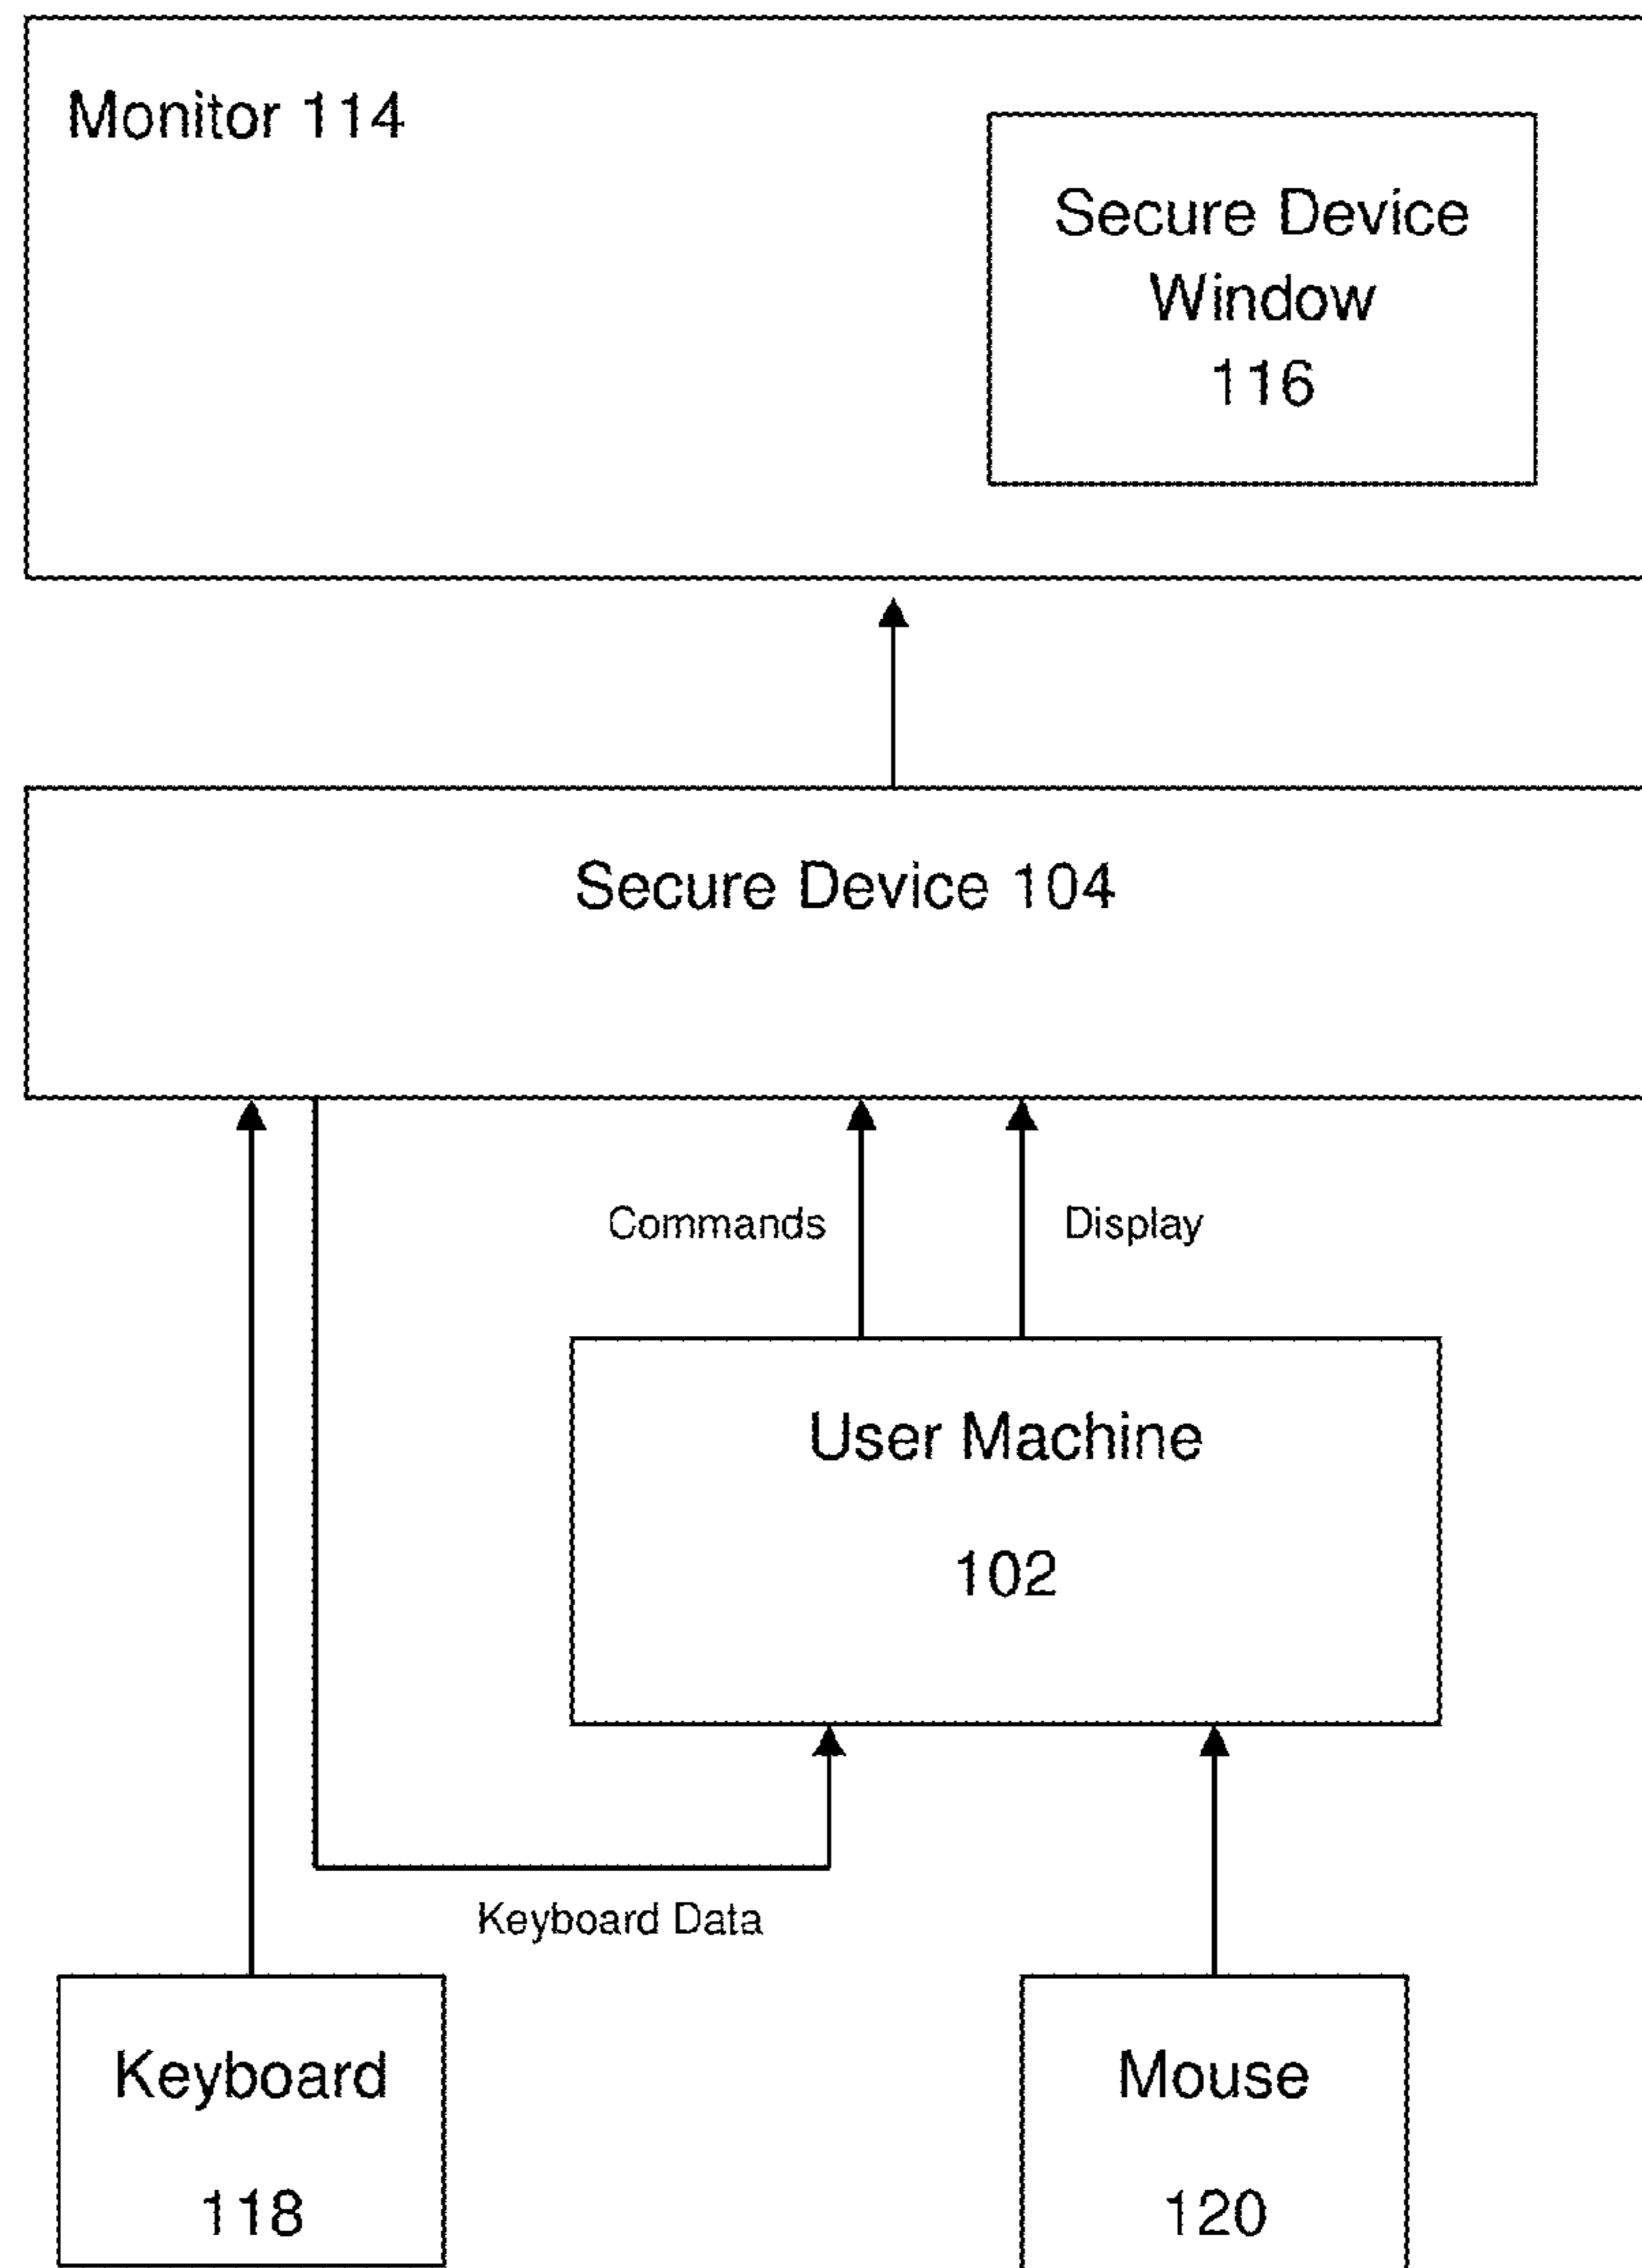 Monitor 114
Secure Device
Window
116
Secure Device 104
Commands
Display
User Machine
102
Keyboard Data
Keyboard
118
Mouse
120